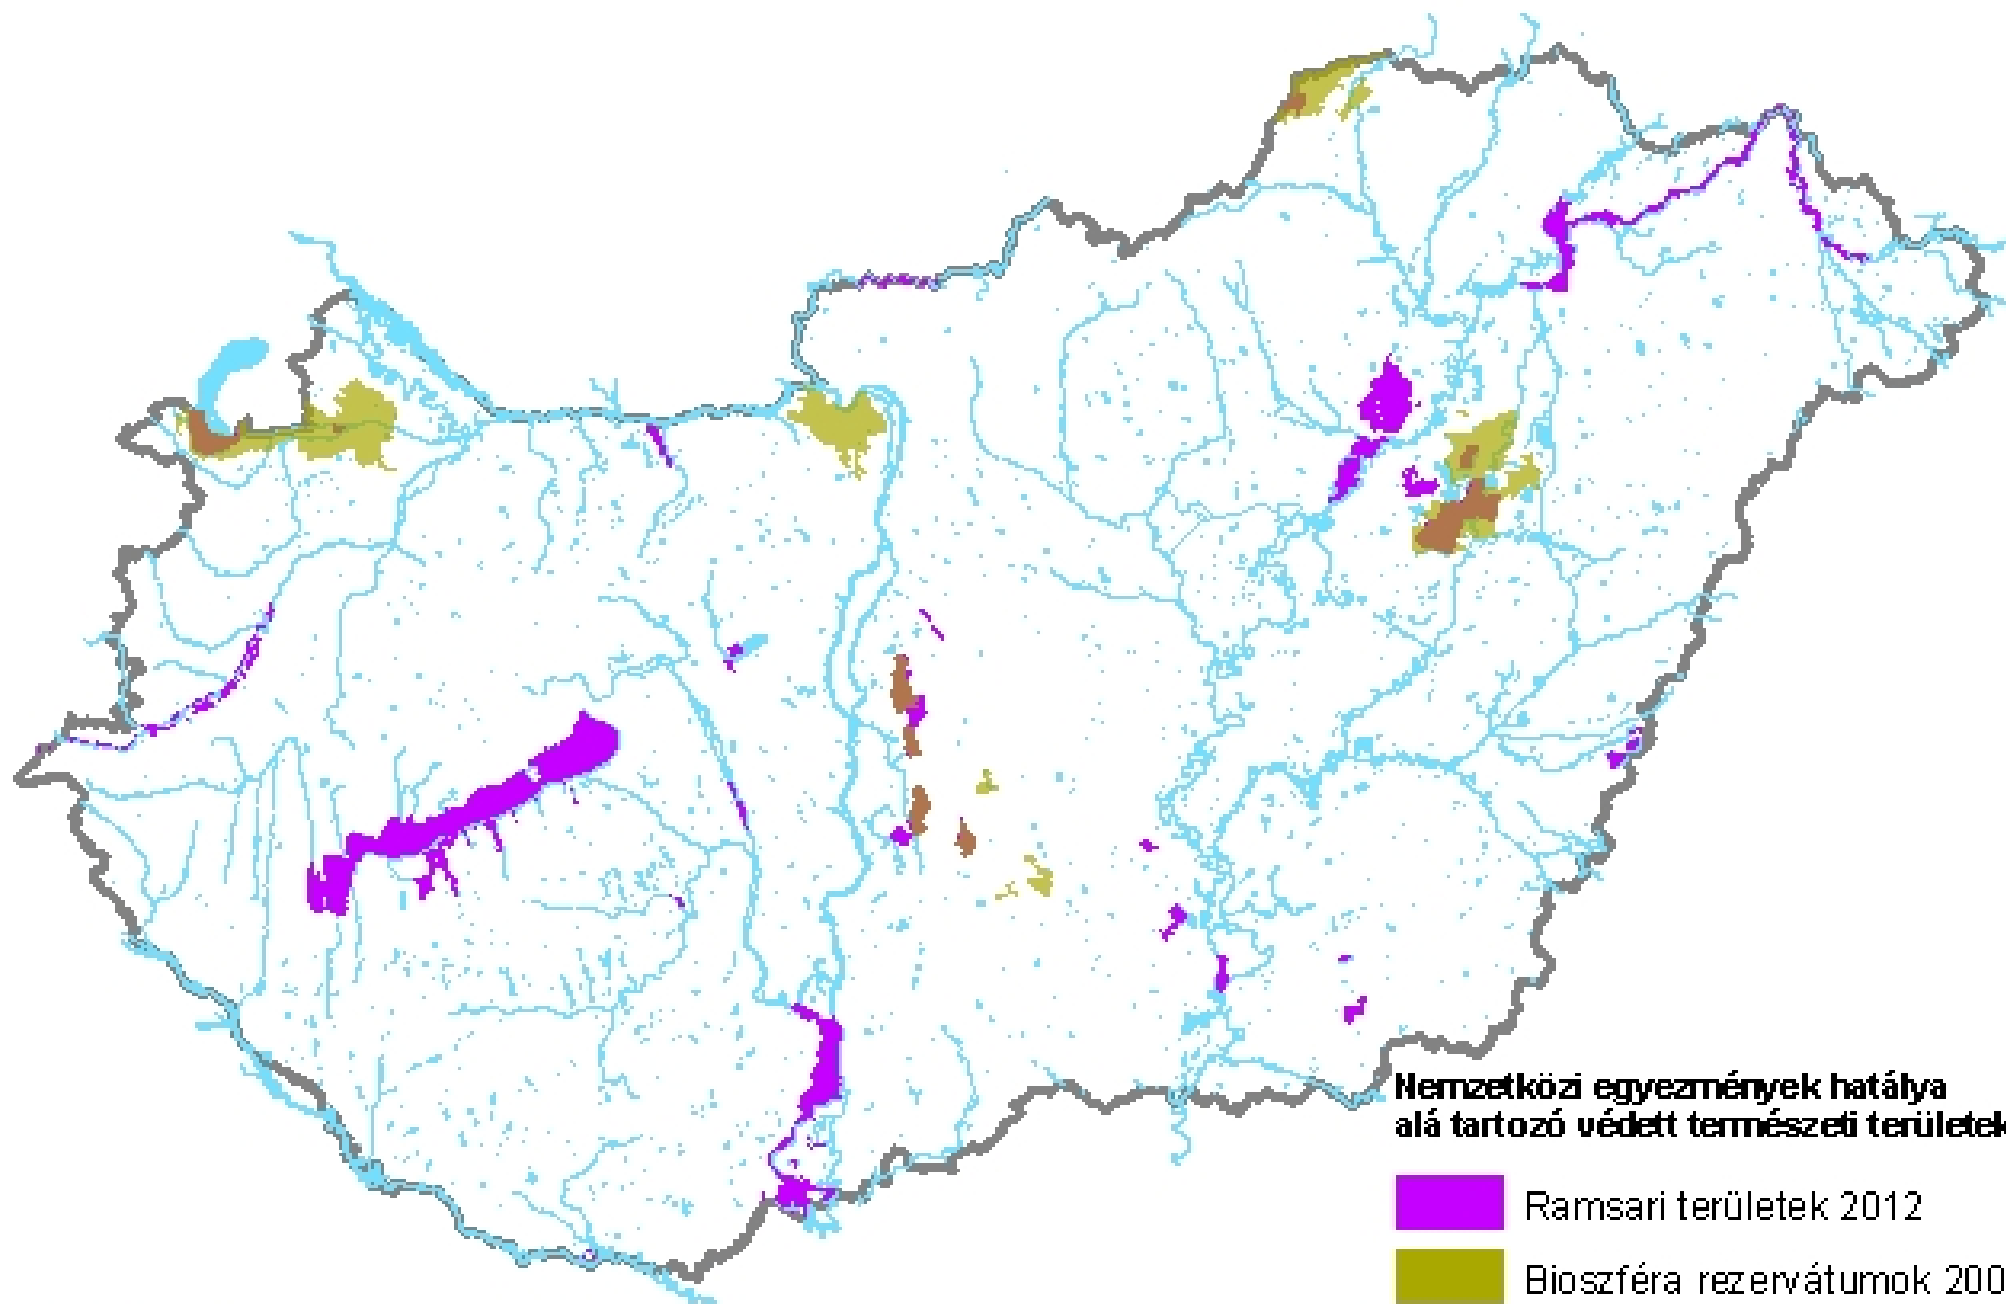 Nemzetközi egyezmények hatálya
alá tartozó védett természeti területek
Ramsari területek 2012
Bioszféra rezervátumok 200